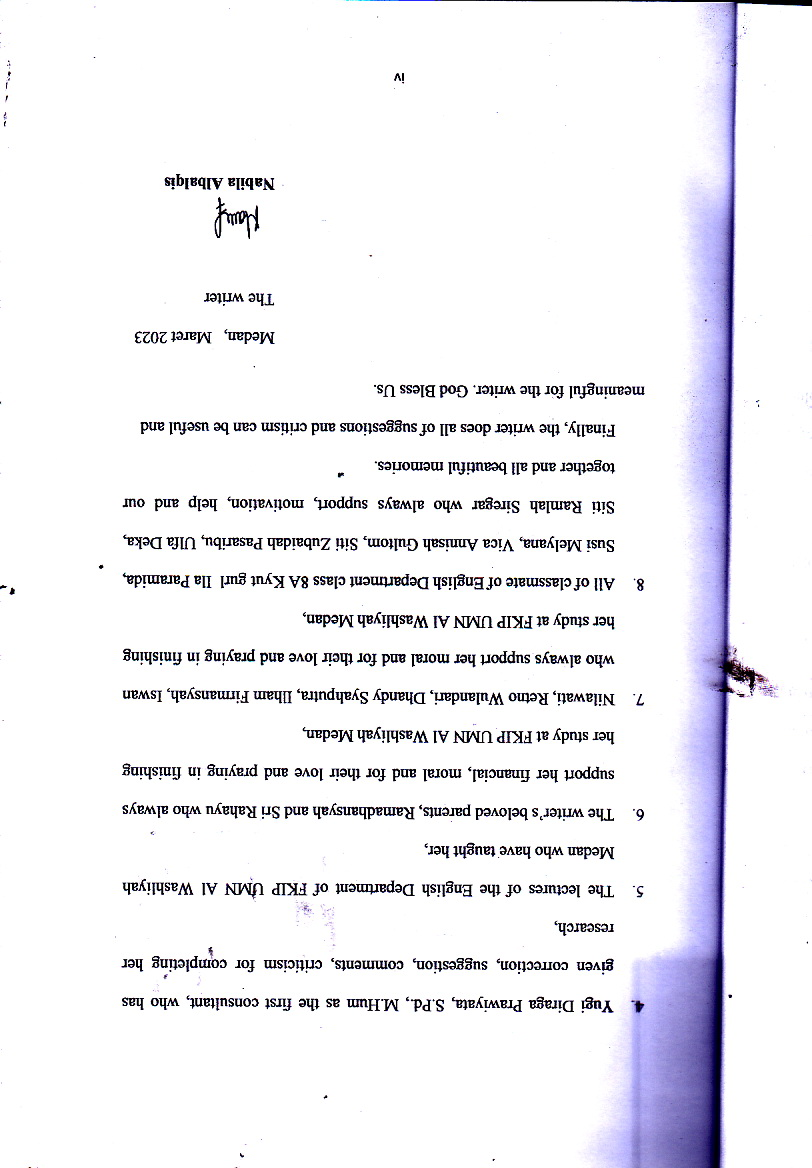 4. Yugi Diraga Prawiyata, S.Pd., M.Hum as the first consultant, who has
given correction, suggestion, comments, criticism for completing her
research,
5. The lectures of the English Department of FKIP UMN Al Washliyah
Medan who have taught her,
6. The writer's beloved parents, Ramadhansyah and Sri Rahayu who always
support her financial, moral and for their love and praying in finishing
her study at FKIP UMN Al Washliyah Medan,
7. Nilawati, Retno Wulandari, Dhandy Syahputra, Ilham Firmansyah, Iswan
who always support her moral and for their love and praying in finishing
her study at FKIP UMN Al Washliyah Medan,
8. All of classmate of English Department class 8A Kyut gurl Ila Paramida,
Susi Melyana, Vica Annisah Gultom, Siti Zubaidah Pasaribu, Ulfa Deka,
Siti Ramlah Siregar who always support, motivation, help and our
together and all beautiful memories.
Finally, the writer does all of suggestions and critism can be useful and
meaningful for the writer. God Bless Us.
Medan, Maret 2023
The writer
Nabila Albalqis
iv